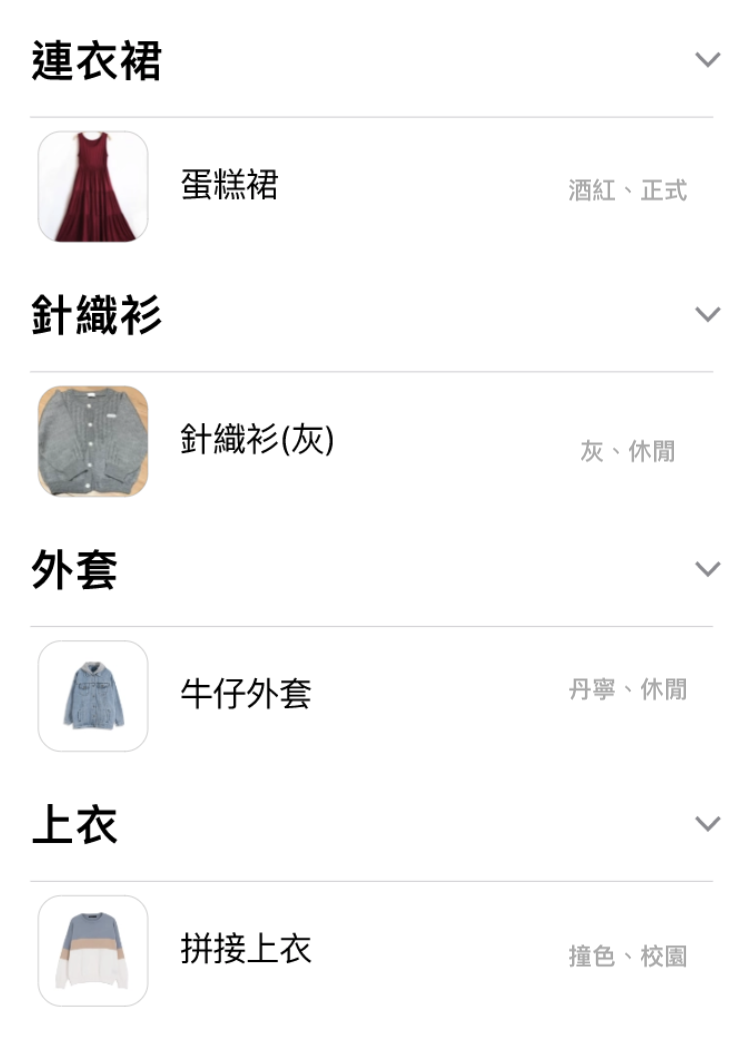 連衣裙
蛋糕裙
酒紅、正式
針織衫
針織衫(灰)
灰、休閒
外套
牛仔外套
丹寧、休閒
上衣
拼接上衣
撞色、校園